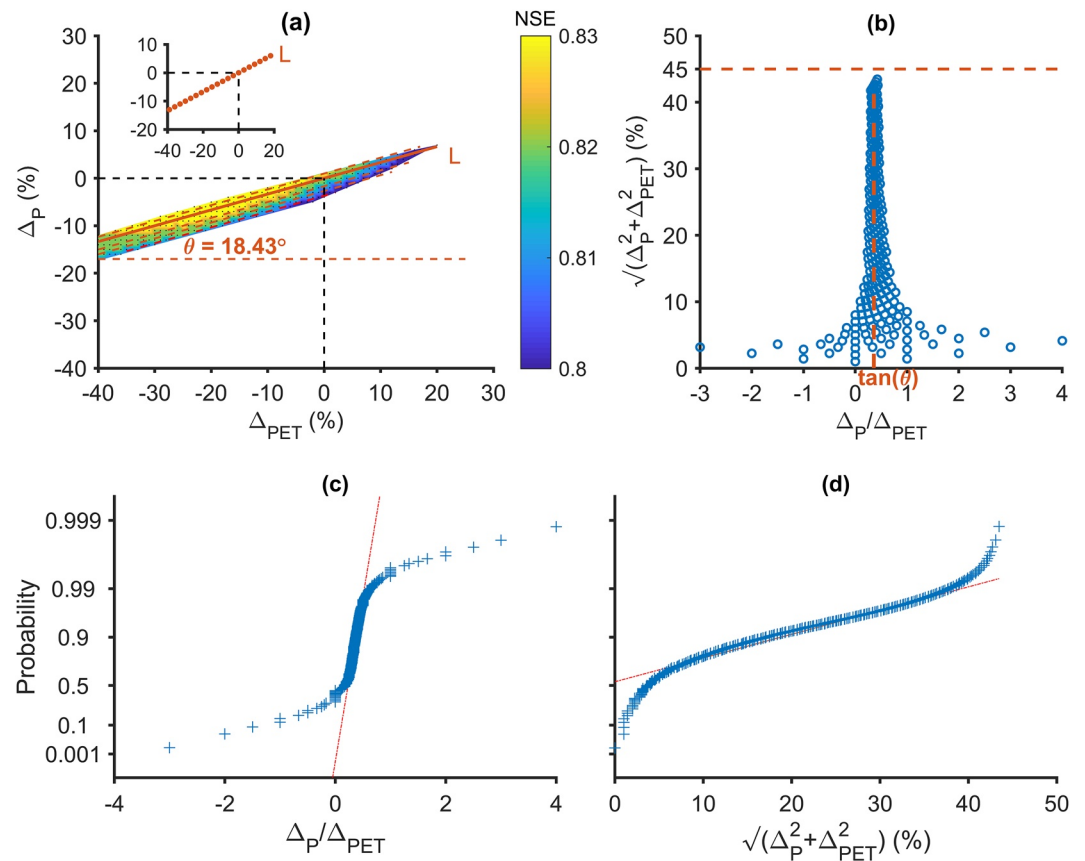 (a)
NSE
(b)
30
20
10
0
-10
-20
-30
-40
Δ_P (%)
10
0
-10
-20
-40 -20 0 20
L
L
θ = 18.43°
-40 -30 -20 -10 0 10 20 30
Δ_PET (%)
0.83
0.82
0.81
0.8
√(Δ_P^2+Δ_PET^2) (%)
50
45
40
30
20
10
0
-3 -2 -1 0 1 2 3 4
tan(θ)
Δ_P/Δ_PET
(c)
Probability
0.999
0.99
0.9
0.5
0.1
0.001
-4 -2 0 2 4
Δ_P/Δ_PET
(d)
0 10 20 30 40 50
√(Δ_P^2+Δ_PET^2) (%)